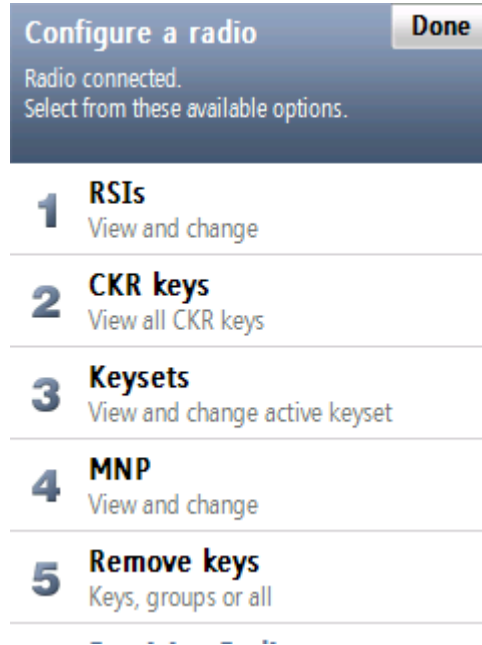 Configure a radio
Done
Radio connected.
Select from these available options.
1
RSIs
View and change
2
CKR keys
View all CKR keys
3
Keysets
View and change active keyset
4
MNP
View and change
5
Remove keys
Keys, groups or all